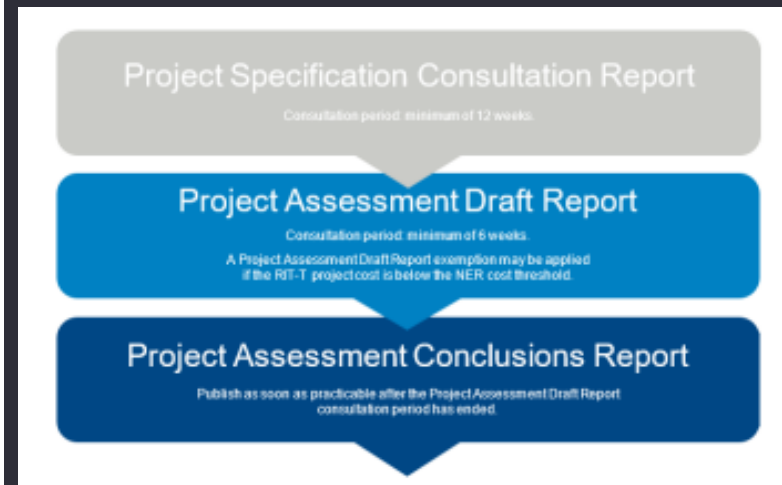 Project Specification Consultation Report
Consultation period: minimum of 12 weeks.
Project Assessment Draft Report
Consultation period: minimum of 6 weeks.
A Project Assessment Draft Report exemption may be applied
if the RIT-T project cost is below the NER cost threshold.
Project Assessment Conclusions Report
Publish as soon as practicable after the Project Assessment Draft Report
consultation period has ended.